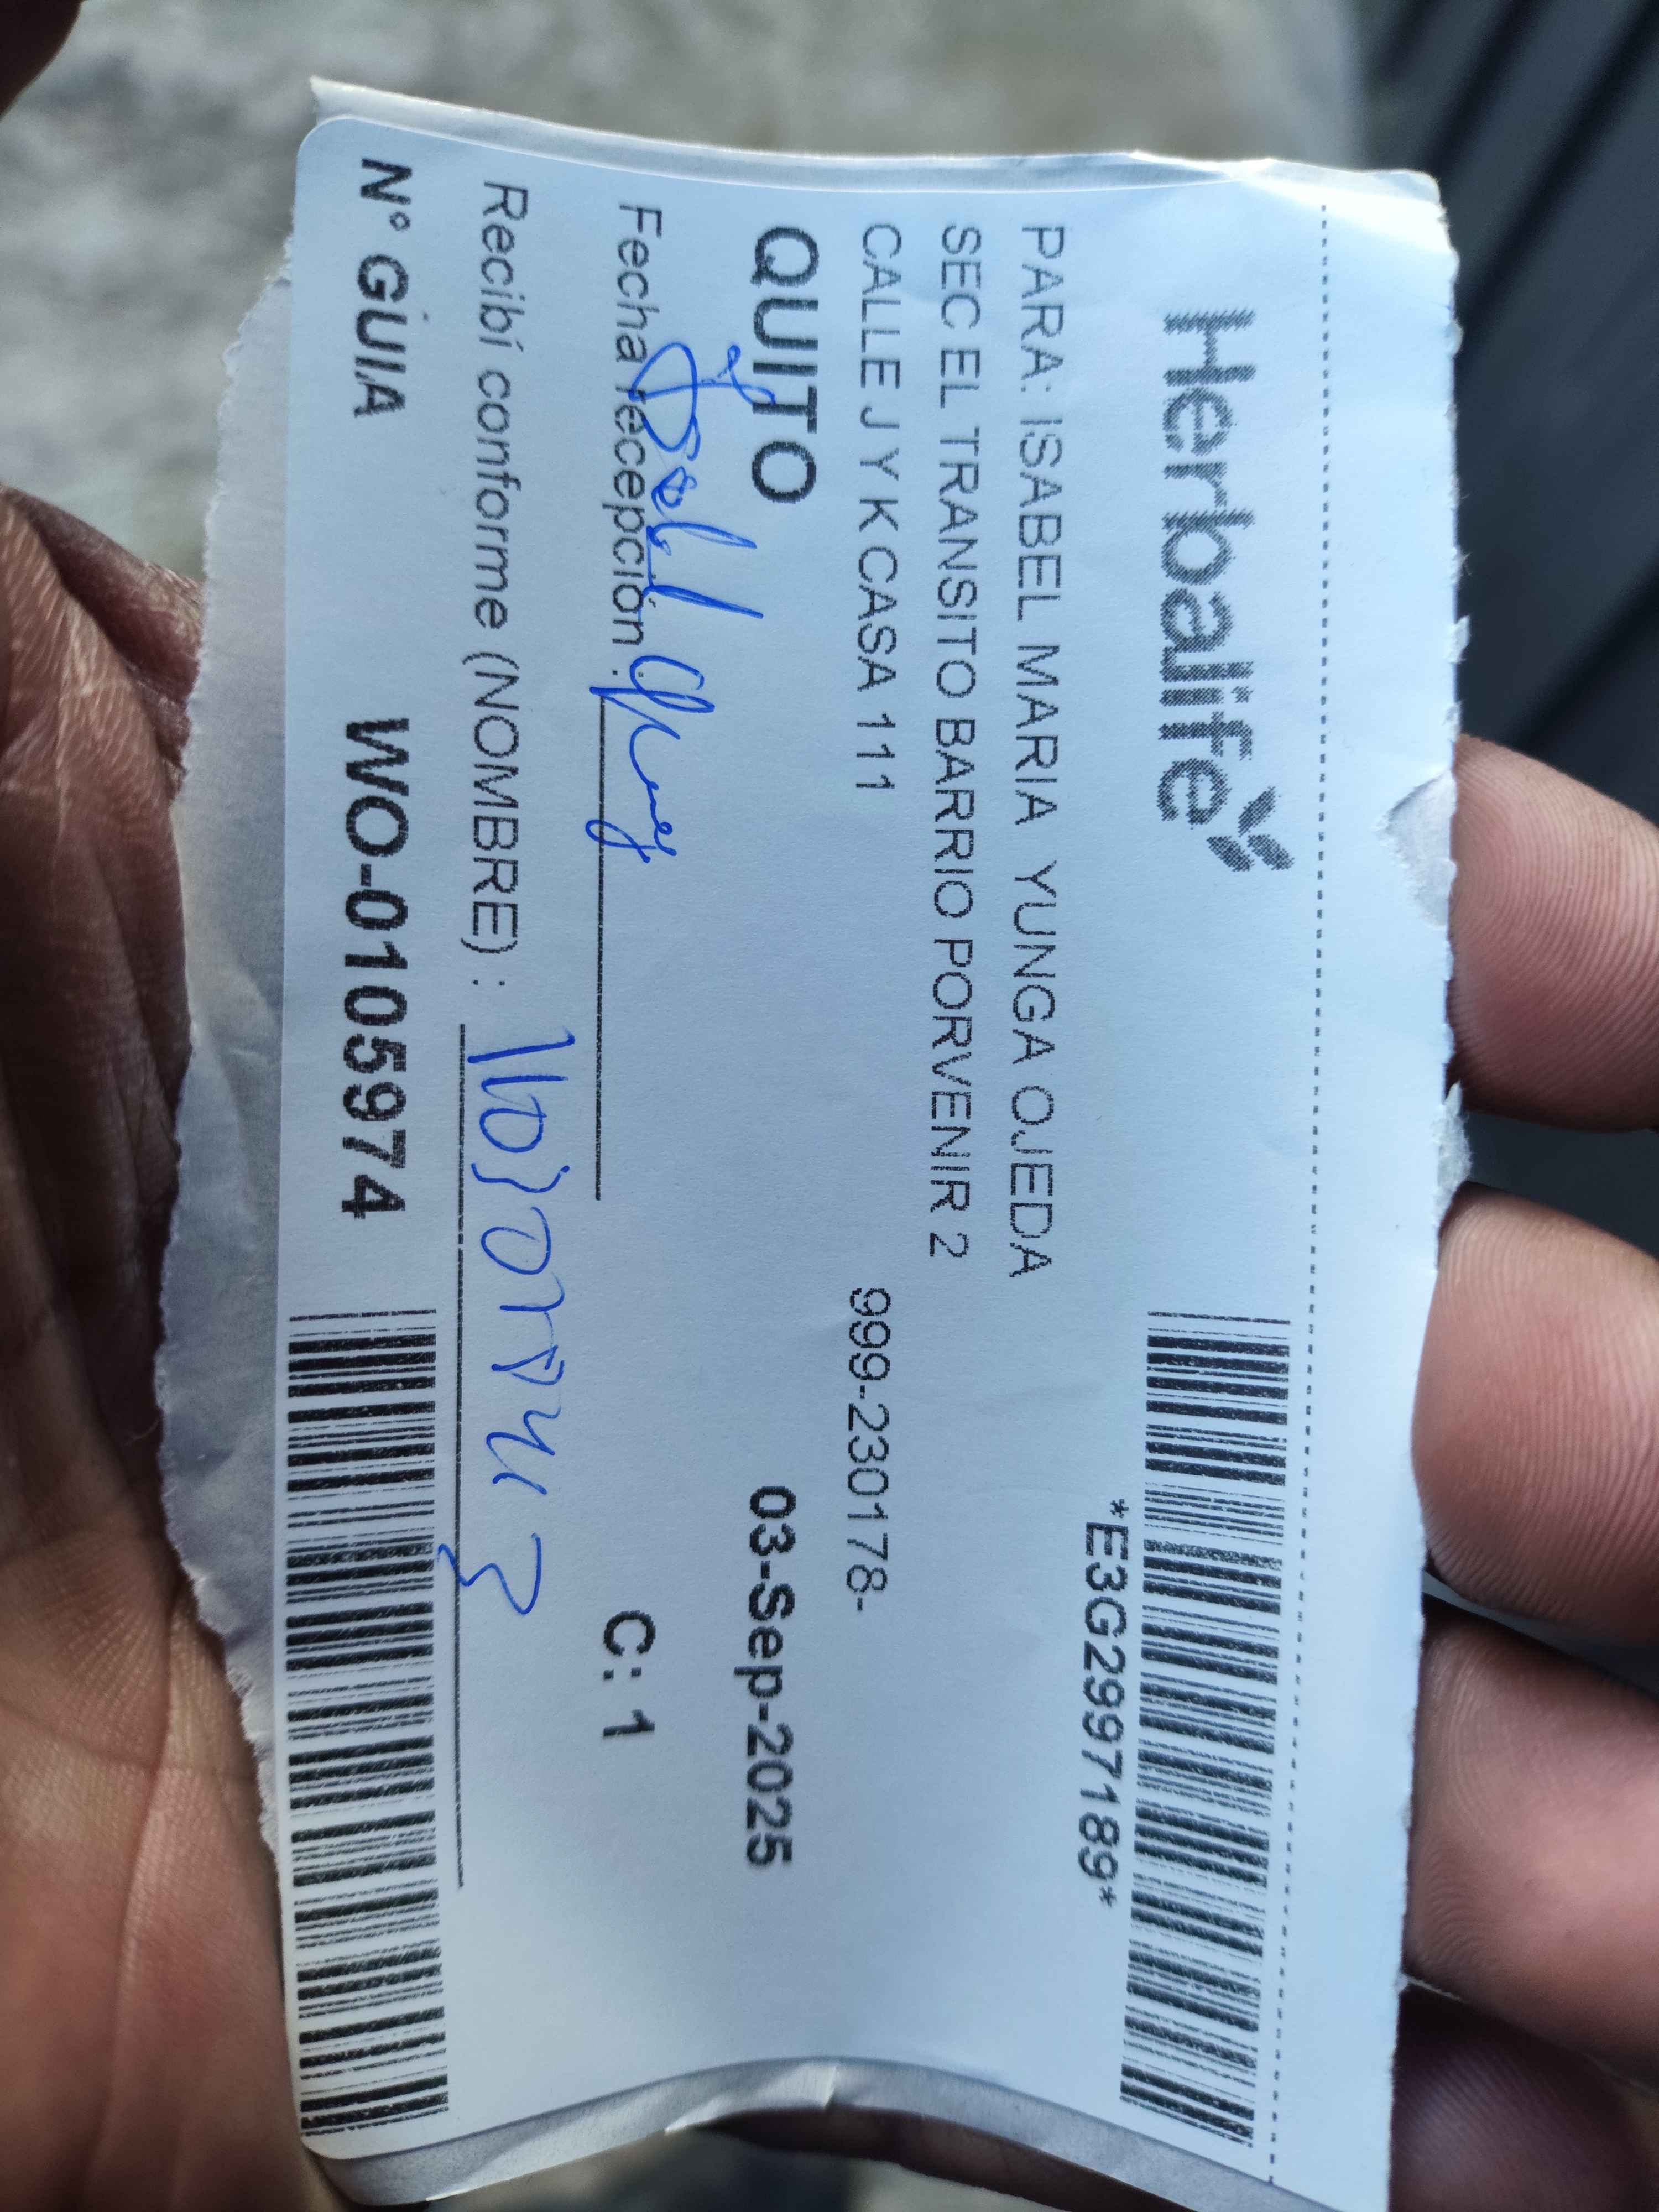 Herbalife
*E3G2997189*
PARA: ISABEL MARIA YUNGA OJEDA
SEC EL TRANSITO BARRIO PORVENIR 2
CALLE J Y K CASA 111
999-230178-
QUITO
03-Sep-2025
Fecha recepción :
C: 1
Recibí conforme (NOMBRE) :
N° GUIA WO-0105974